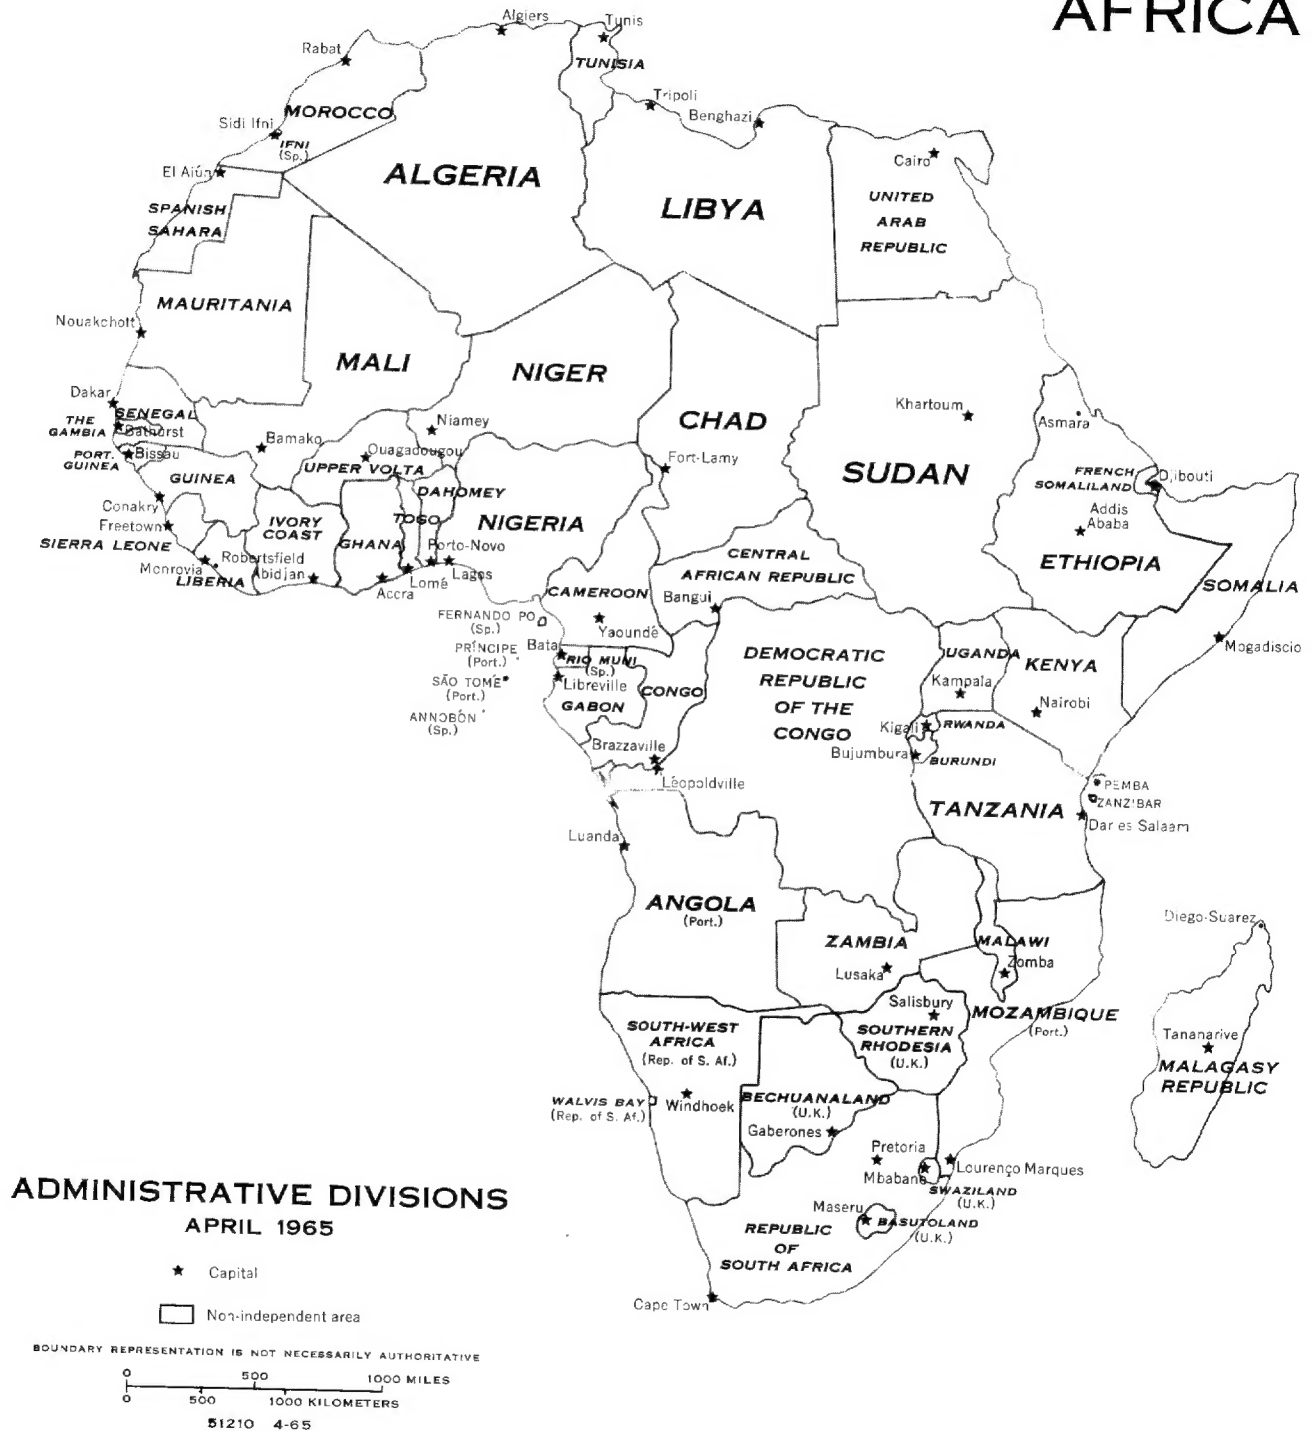 AFRICA
Algiers
Tunis
Rabat
TUNISIA
Tripoli
Benghazi
MOROCCO
Sidi Ifni
IFNI
(Sp.)
Cairo
El Aiún
ALGERIA
LIBYA
UNITED
ARAB
REPUBLIC
SPANISH
SAHARA
MAURITANIA
Nouakchott
MALI
NIGER
CHAD
Khartoum
Asmara
SUDAN
Dakar
SENEGAL
THE
GAMBIA
Bathurst
PORT.
GUINEA
Bissau
Bamako
Niamey
Ouagadougou
UPPER VOLTA
Fort-Lamy
FRENCH
SOMALILAND
Djibouti
GUINEA
DAHOMEY
Conakry
Freetown
SIERRA LEONE
IVORY
COAST
TOGO
GHANA
NIGERIA
Addis
Ababa
ETHIOPIA
SOMALIA
Monrovia
Robertsfield
LIBERIA
Abidjan
Accra
Lomé
Porto-Novo
Lagos
CENTRAL
AFRICAN REPUBLIC
CAMEROON
Bangui
Yaoundé
FERNANDO PO
(Sp.)
PRÍNCIPE
(Port.)
SÃO TOMÉ
(Port.)
ANNOBÓN
(Sp.)
Bata
RIO MUNI
(Sp.)
Libreville
GABON
CONGO
DEMOCRATIC
REPUBLIC
OF THE
CONGO
UGANDA
Kampala
KENYA
Nairobi
Mogadiscio
Kigali
RWANDA
Bujumbura
BURUNDI
Brazzaville
Léopoldville
TANZANIA
PEMBA
ZANZIBAR
Dar es Salaam
Luanda
ANGOLA
(Port.)
ZAMBIA
Lusaka
MALAWI
Zomba
Diego-Suarez
MOZAMBIQUE
(Port.)
Tananarive
MALAGASY
REPUBLIC
Salisbury
SOUTHERN
RHODESIA
(U.K.)
SOUTH-WEST
AFRICA
(Rep. of S. Af.)
WALVIS BAY
(Rep. of S. Af.)
Windhoek
BECHUANALAND
(U.K.)
Gaberones
Pretoria
Mbabane
Lourenço Marques
SWAZILAND
(U.K.)
Maseru
BASUTOLAND
(U.K.)
REPUBLIC
OF
SOUTH AFRICA
Cape Town
ADMINISTRATIVE DIVISIONS
APRIL 1965
Capital
Non-independent area
BOUNDARY REPRESENTATION IS NOT NECESSARILY AUTHORITATIVE
0 500 1000 MILES
0 500 1000 KILOMETERS
51210 4-65